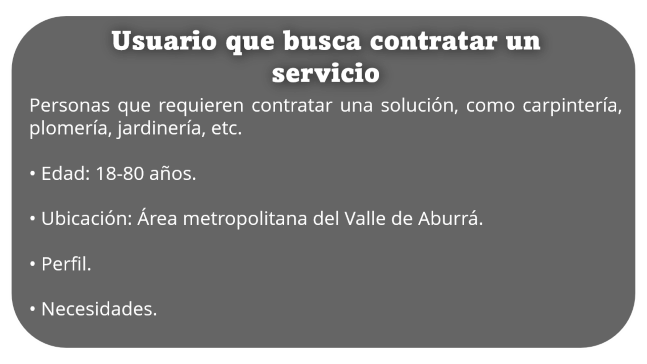 Usuario que busca contratar un
servicio
Personas que requieren contratar una solución, como carpintería,
plomería, jardinería, etc.
• Edad: 18-80 años.
• Ubicación: Área metropolitana del Valle de Aburrá.
• Perfil.
• Necesidades.